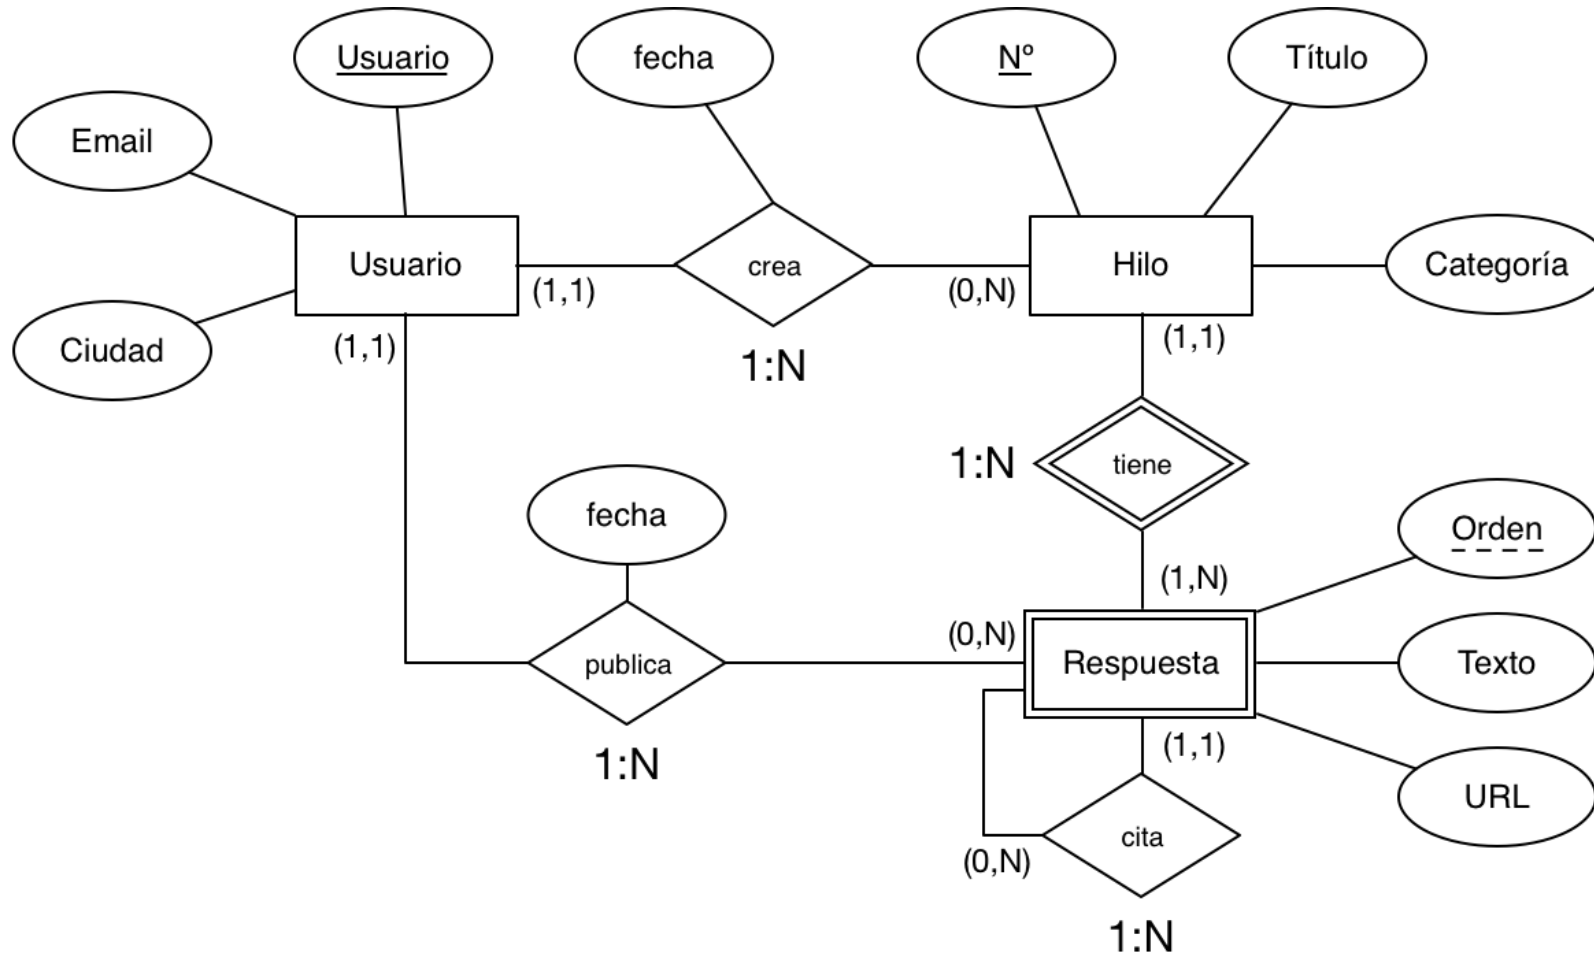 Usuario
fecha
Nº
Título
Email
Usuario
crea
Hilo
Categoría
(1,1)
(0,N)
Ciudad
(1,1)
(1,1)
1:N
1:N
tiene
fecha
Orden
(1,N)
(0,N)
publica
Respuesta
Texto
(1,1)
1:N
URL
cita
(0,N)
1:N